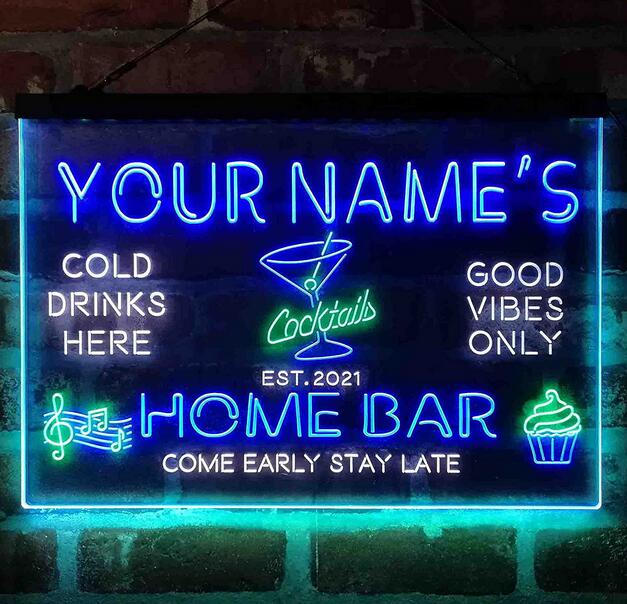 YOUR NAME'S
COLD
DRINKS
HERE
Cocktails
GOOD
VIBES
ONLY
EST. 2021
HOME BAR
COME EARLY STAY LATE